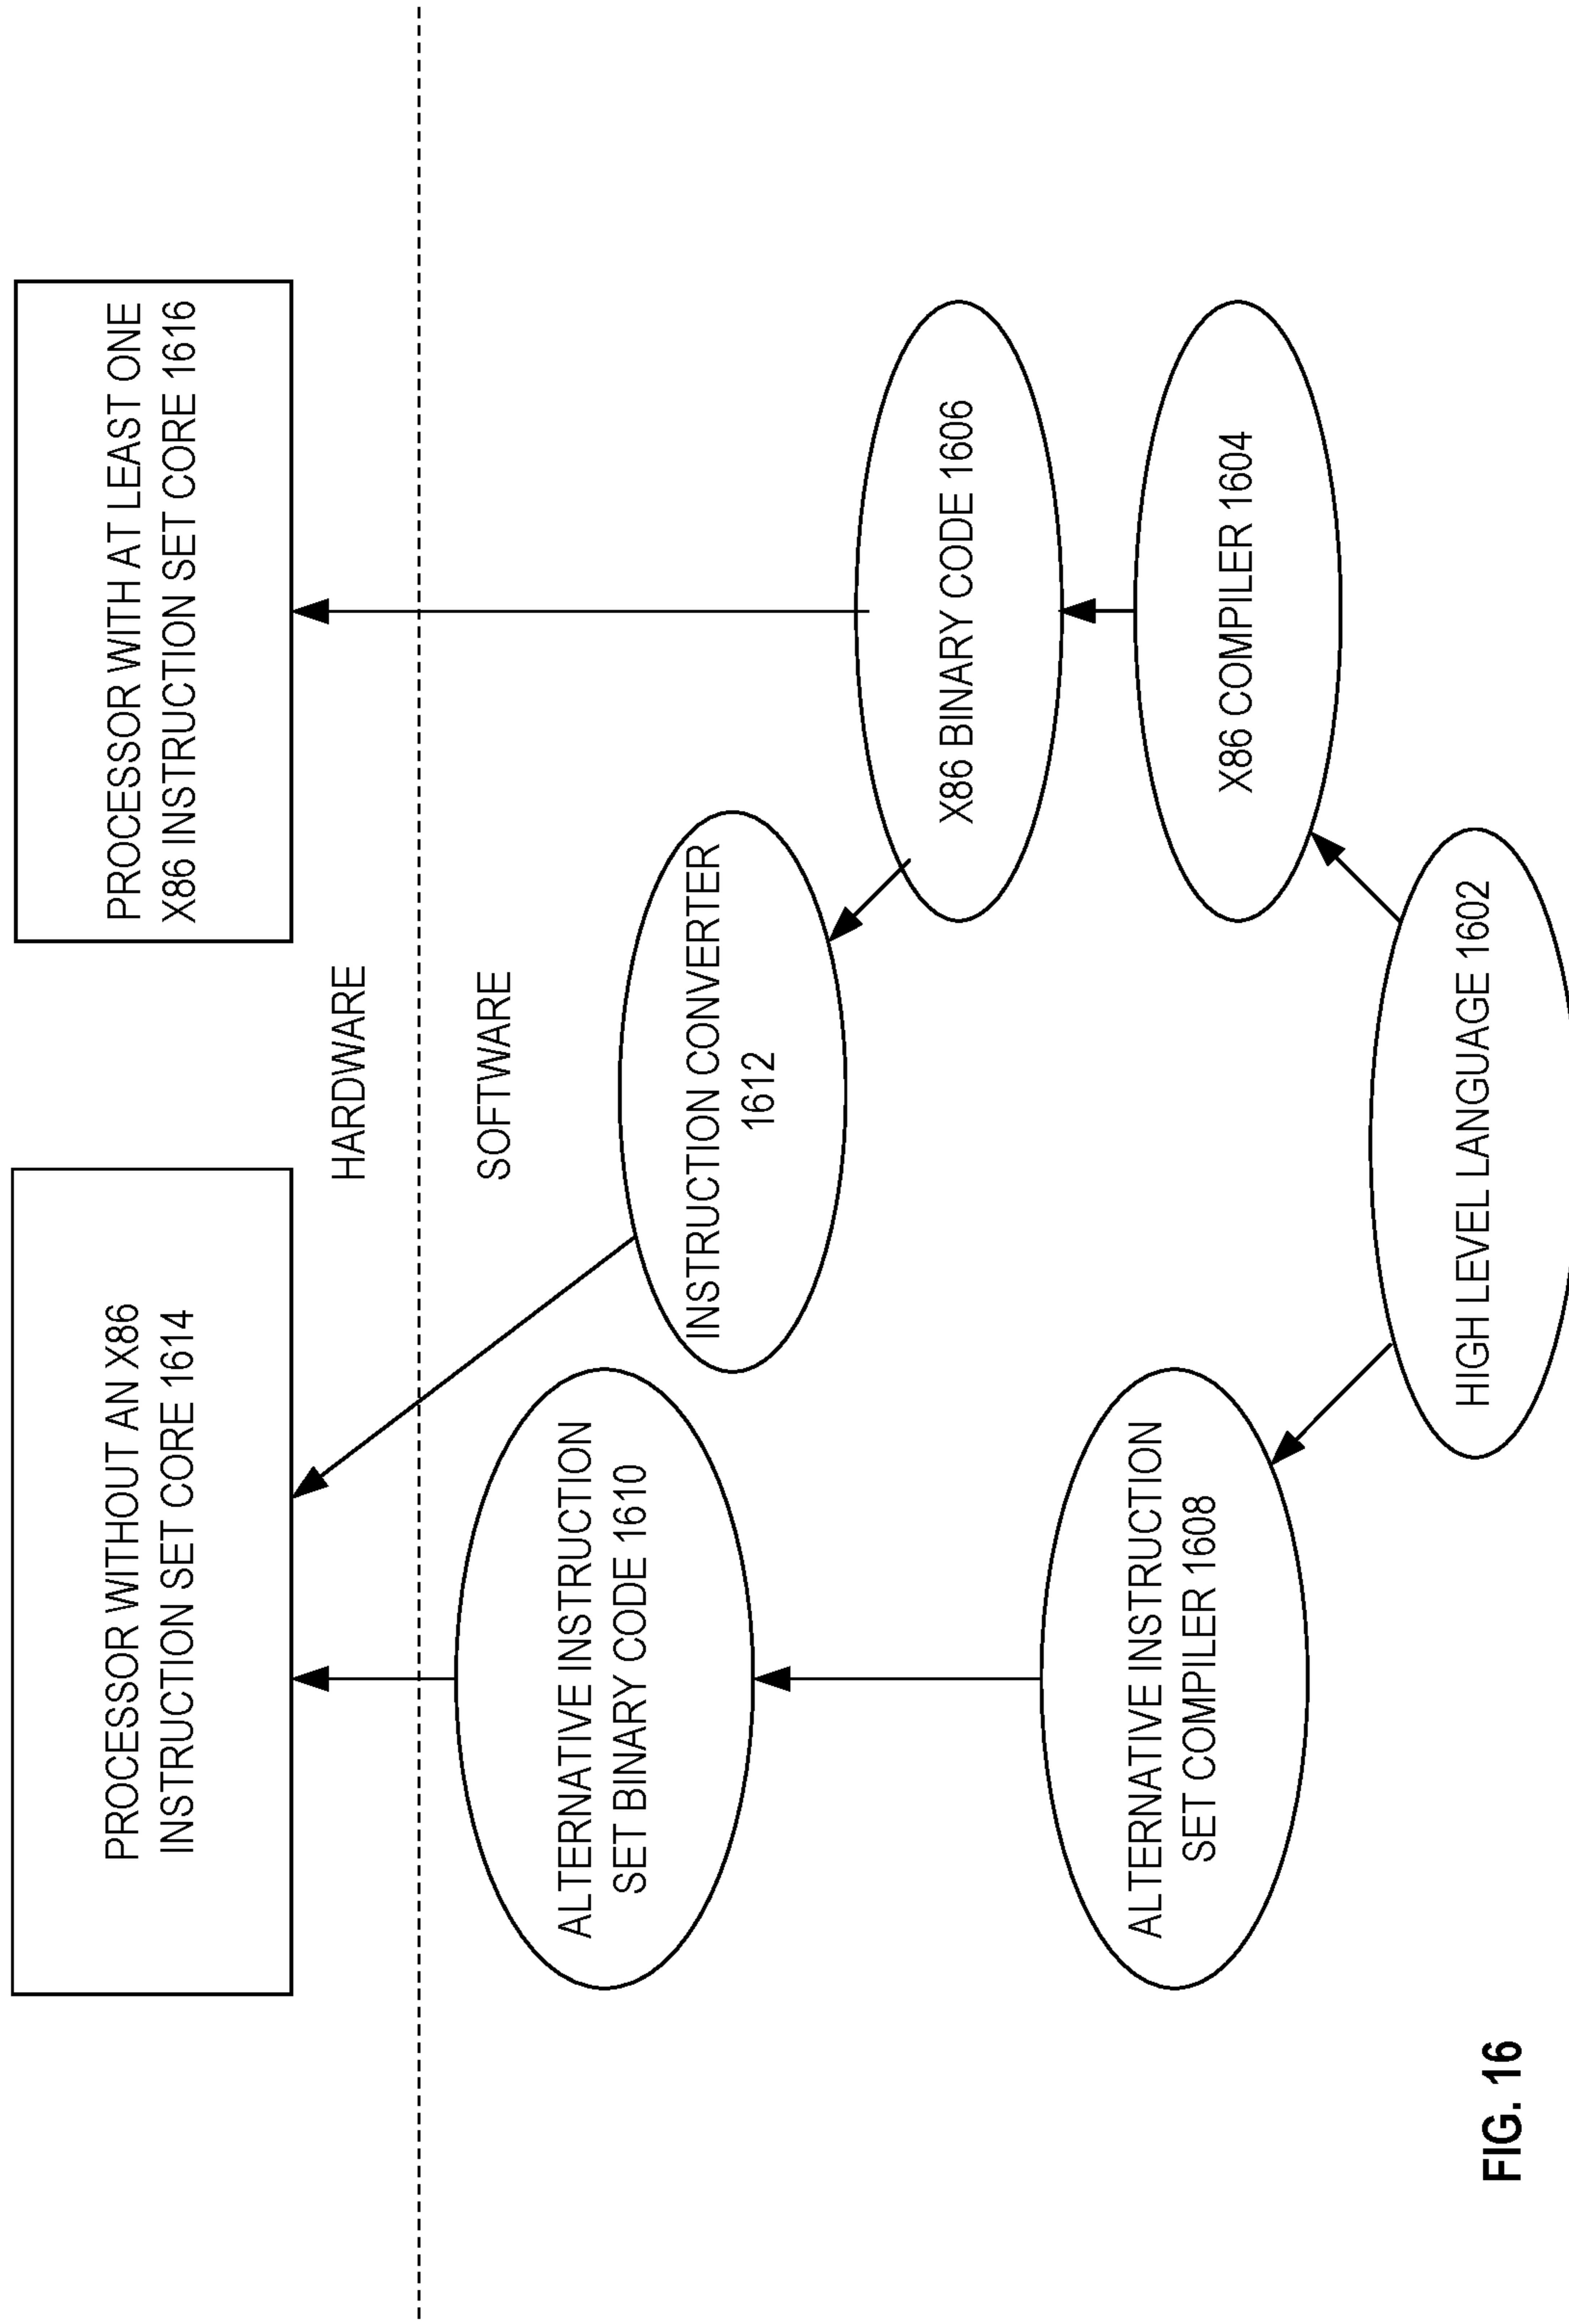 PROCESSOR WITHOUT AN X86
INSTRUCTION SET CORE 1614
PROCESSOR WITH AT LEAST ONE
X86 INSTRUCTION SET CORE 1616
HARDWARE
SOFTWARE
ALTERNATIVE INSTRUCTION
SET BINARY CODE 1610
INSTRUCTION CONVERTER
1612
X86 BINARY CODE 1606
ALTERNATIVE INSTRUCTION
SET COMPILER 1608
X86 COMPILER 1604
HIGH LEVEL LANGUAGE 1602
FIG. 16